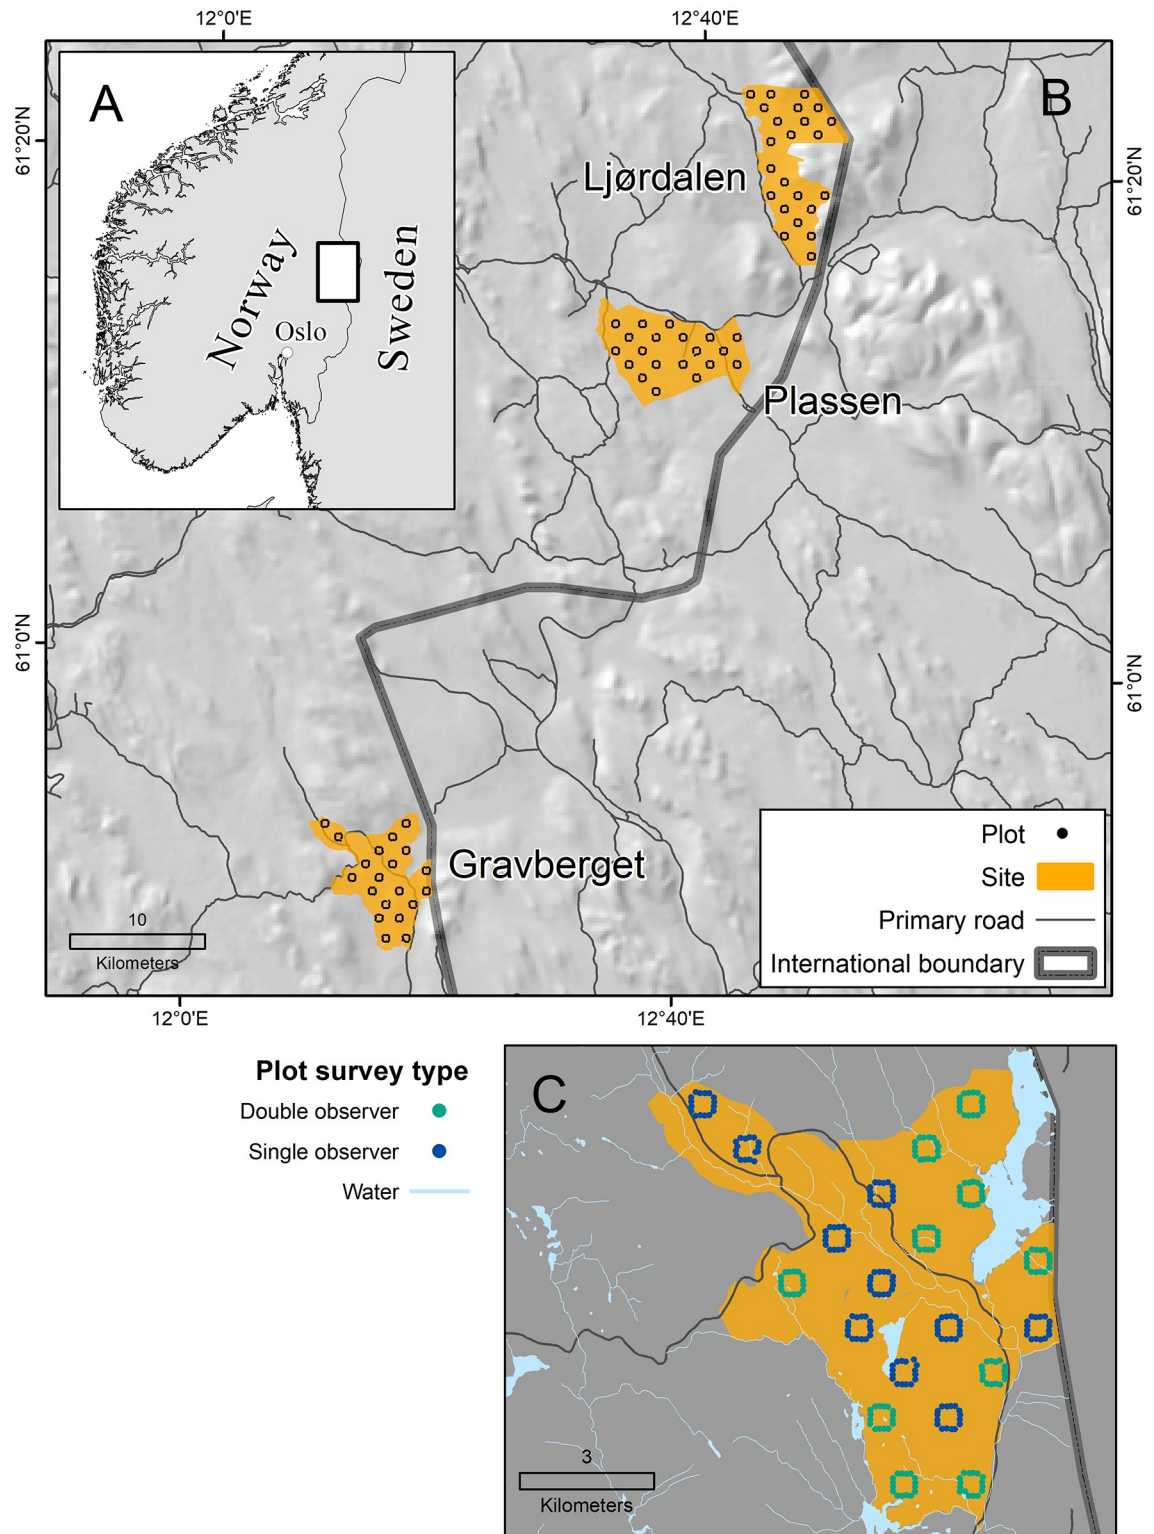 12°0'E
12°40'E
A
B
61°20'N
61°20'N
Ljørdalen
Norway
Sweden
Oslo
Plassen
61°0'N
61°0'N
Gravberget
Plot
Site
Primary road
International boundary
10
Kilometers
12°0'E
12°40'E
Plot survey type
Double observer
Single observer
Water
C
3
Kilometers